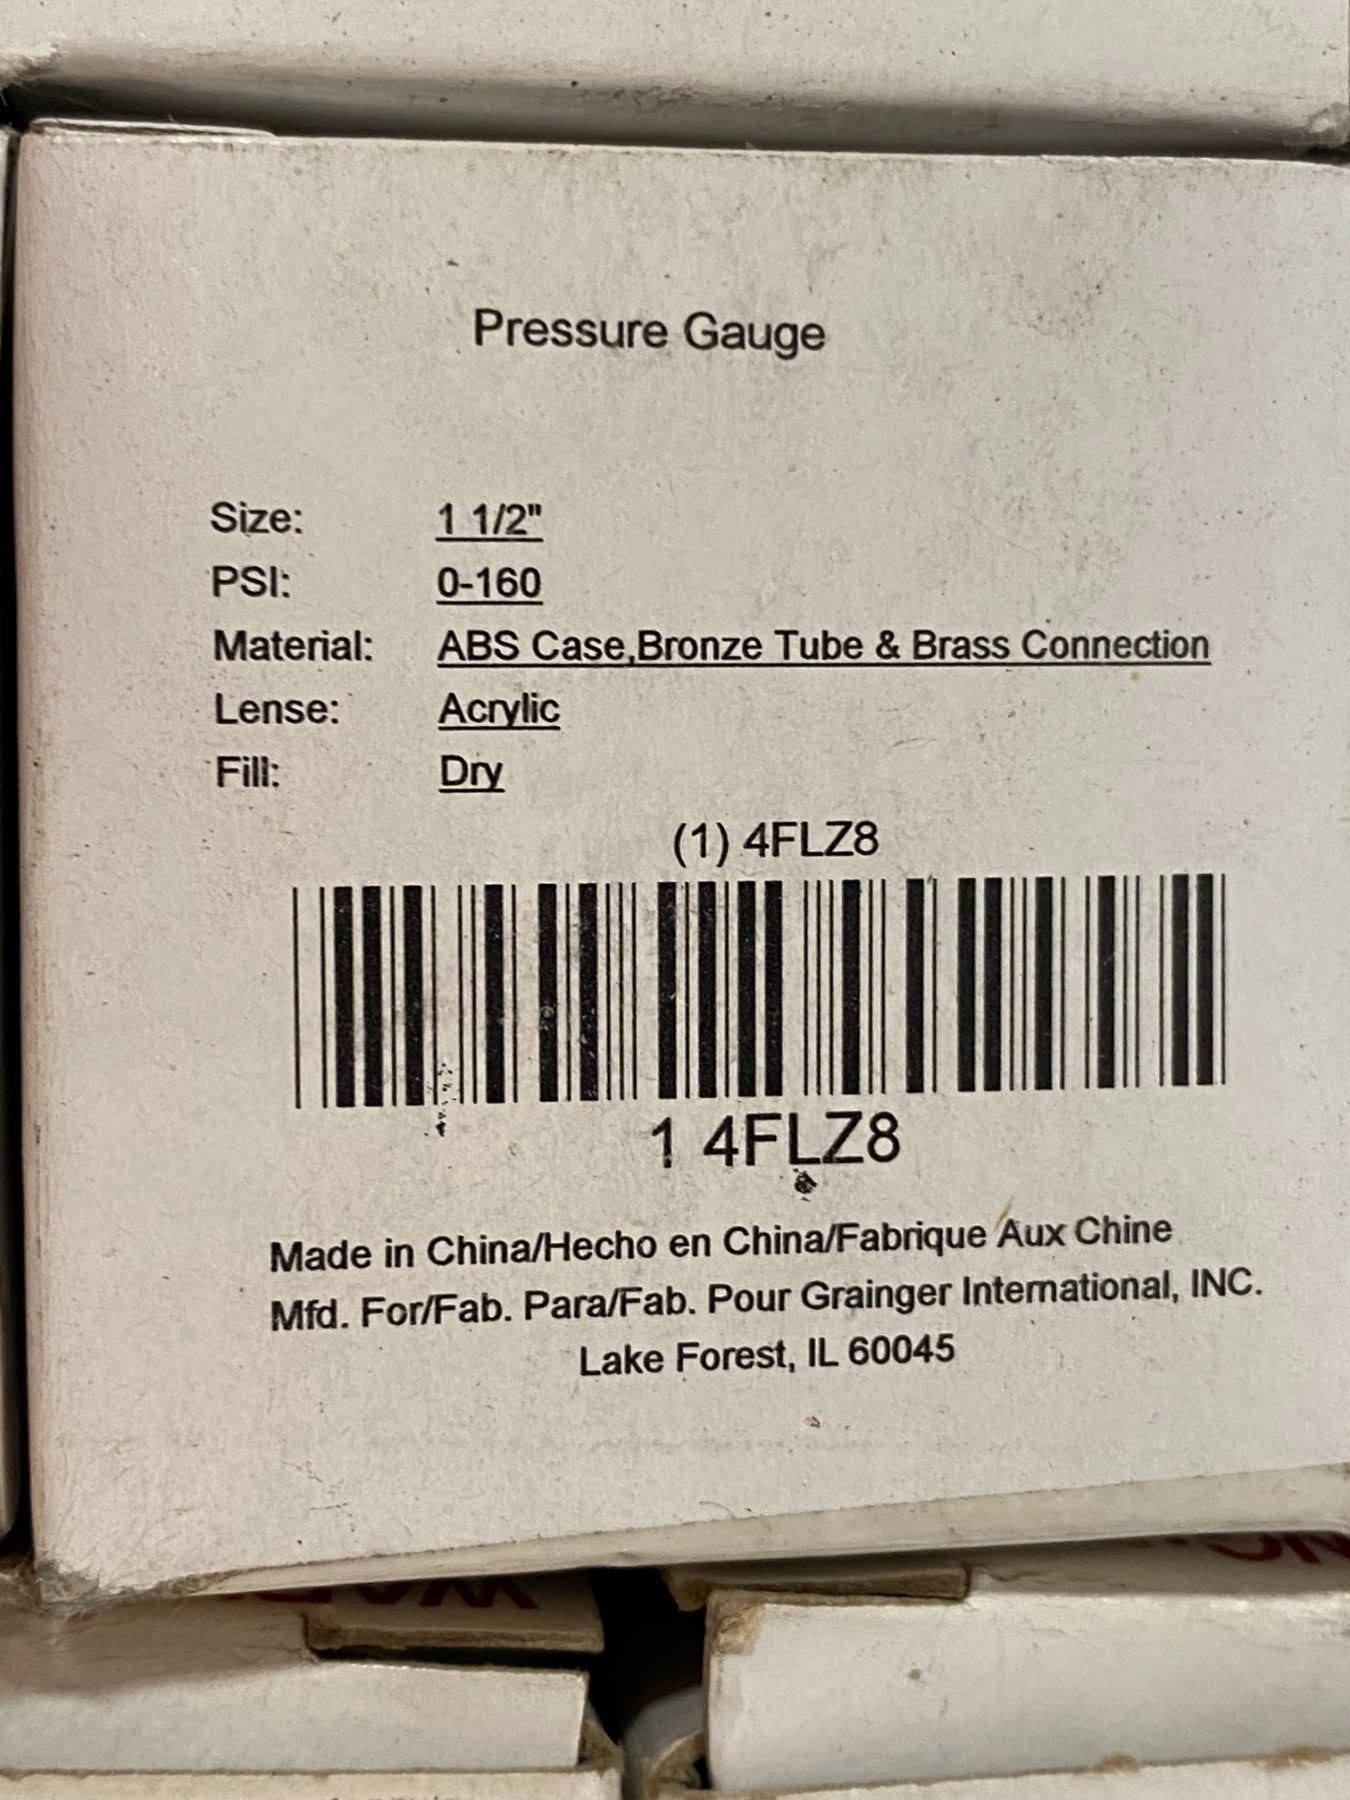 Pressure Gauge
Size: 1 1/2"
PSI: 0-160
Material: ABS Case,Bronze Tube & Brass Connection
Lense: Acrylic
Fill: Dry
(1) 4FLZ8
1 4FLZ8
Made in China/Hecho en China/Fabrique Aux Chine
Mfd. For/Fab. Para/Fab. Pour Grainger International, INC.
Lake Forest, IL 60045